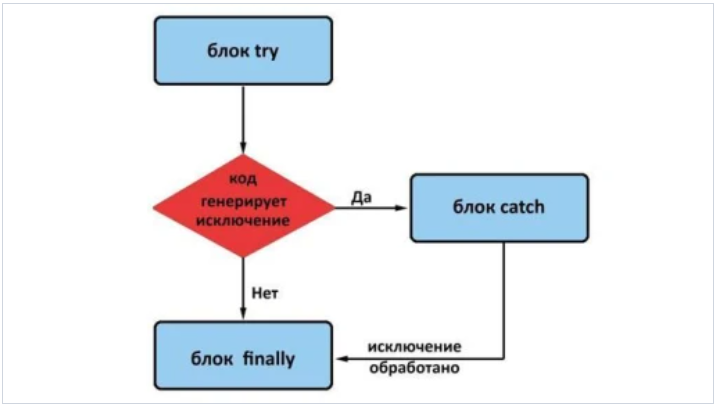 блок try
код
генерирует
исключение
Да
блок catch
Нет
исключение
обработано
блок finally